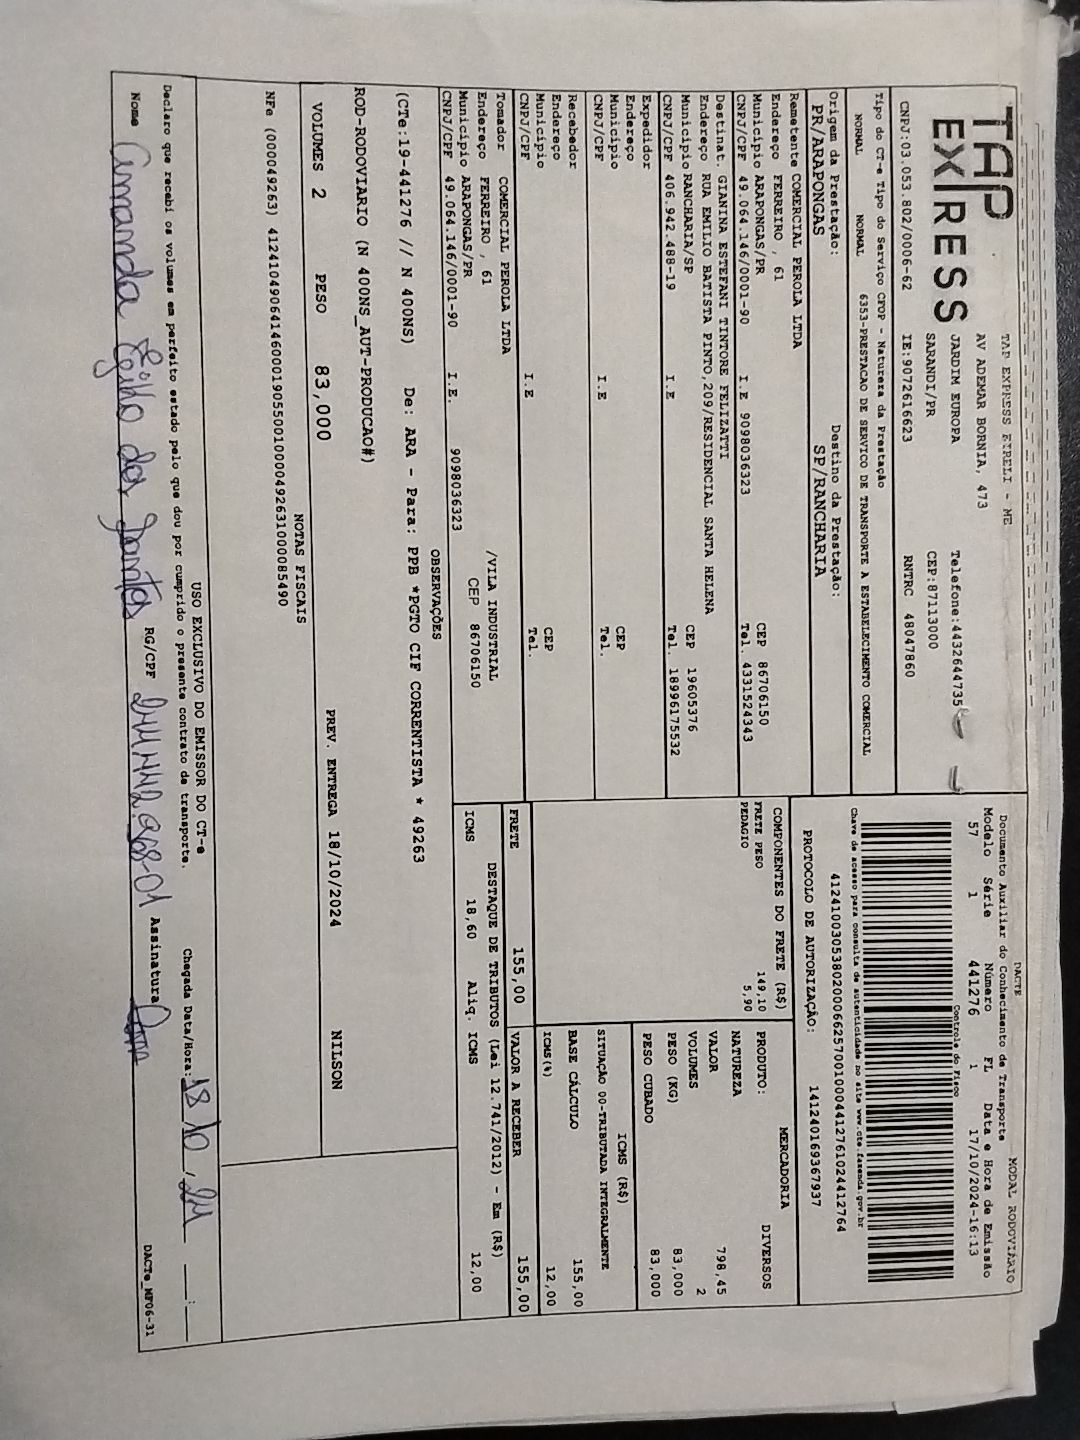 TAP
EXPRESS
TAP EXPRESS EIRELI - ME
AV ADEMAR BORNIA, 473
JARDIM EUROPA
SARANDI/PR
Telefone:4432644735
CEP:87113000
CNPJ:03.053.802/0006-62 IE:9072616623 RNTRC 48047860
Tipo do CT-e Tipo do Serviço CFOP - Natureza da Prestação
NORMAL NORMAL 6353-PRESTACAO DE SERVICO DE TRANSPORTE A ESTABELECIMENTO COMERCIAL
Origem da Prestação: Destino da Prestação:
PR/ARAPONGAS SP/RANCHARIA
Remetente COMERCIAL PEROLA LTDA
Endereço FERREIRO , 61
Município ARAPONGAS/PR CEP 86706150
CNPJ/CPF 49.064.146/0001-90 I.E 9098036323 Tel. 4331524343
Destinat. GIANINA ESTEFANI TINTORE FELIZATTI
Endereço RUA EMILIO BATISTA PINTO,209/RESIDENCIAL SANTA HELENA
Município RANCHARIA/SP CEP 19605376
CNPJ/CPF 406.942.488-19 I.E Tel. 18996175532
Expedidor
Endereço
Município CEP
CNPJ/CPF I.E Tel.
Recebedor
Endereço
Município CEP
CNPJ/CPF I.E Tel.
Tomador COMERCIAL PEROLA LTDA
Endereço FERREIRO , 61 /VILA INDUSTRIAL
Município ARAPONGAS/PR CEP 86706150
CNPJ/CPF 49.064.146/0001-90 I.E. 9098036323
DACTE MODAL RODOVIÁRIO
Documento Auxiliar do Conhecimento de Transporte
Modelo Série Número FL Data e Hora de Emissão
57 1 441276 1 17/10/2024-16:13
Controle do Fisco
Chave de acesso para consulta de autenticidade no site www.cte.fazenda.gov.br
41241003053802000662570010004412761024412764
PROTOCOLO DE AUTORIZAÇÃO: 141240169367937
COMPONENTES DO FRETE (R$)
FRETE PESO 149,10
PEDAGIO 5,90
MERCADORIA
PRODUTO: DIVERSOS
NATUREZA
VALOR 798,45
VOLUMES 2
PESO (KG) 83,000
PESO CUBADO 83,000
ICMS (R$)
SITUAÇÃO 00-TRIBUTADA INTEGRALMENTE
BASE CÁLCULO 155,00
ICMS(%) 12,00
FRETE 155,00 VALOR A RECEBER 155,00
DESTAQUE DE TRIBUTOS (Lei 12.741/2012) - Em (R$)
ICMS 18,60 Aliq. ICMS 12,00
OBSERVAÇÕES
(CTe:19-441276 // N 400NS) De: ARA - Para: PPB *PGTO CIF CORRENTISTA * 49263
ROD-RODOVIARIO (N 400NS_AUT-PRODUCAO#)
NILSON
VOLUMES 2 PESO 83,000 PREV. ENTREGA 18/10/2024
NOTAS FISCAIS
NFe (000049263) 41241049064146000190550010000492631000085490
USO EXCLUSIVO DO EMISSOR DO CT-e
Declaro que recebi os volumes em perfeito estado pelo que dou por cumprido o presente contrato de transporte. Chegada Data/Hora: 18/10/24 __:__
Nome Amanda dos Santos RG/CPF Assinatura
DACTe_NF06-31